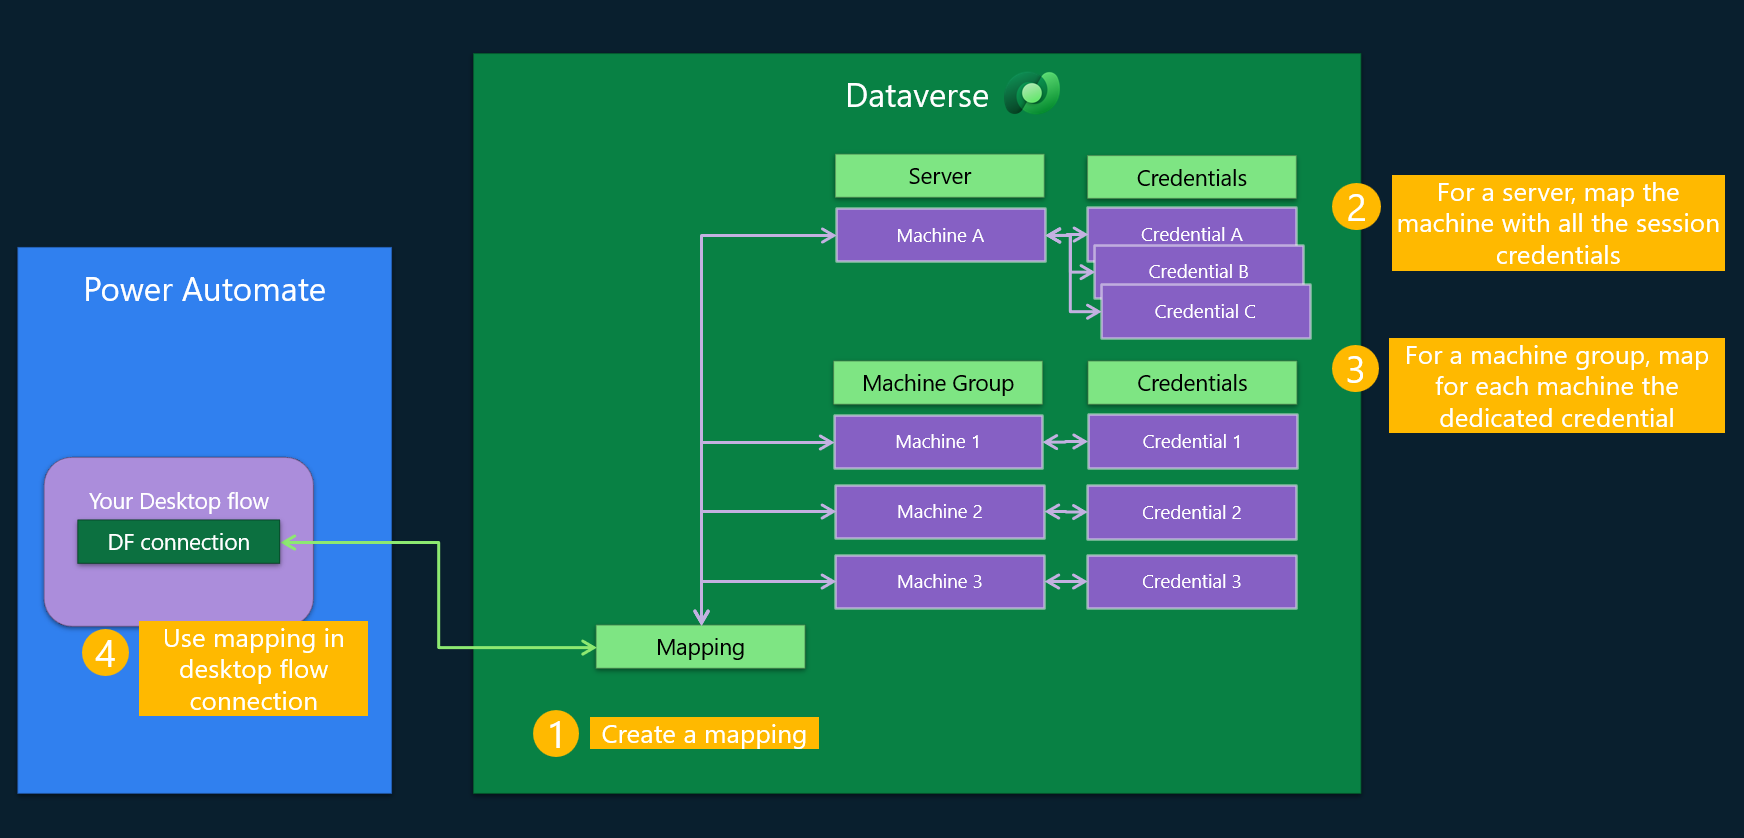 Dataverse
Server
Credentials
Machine A
Credential A
Credential B
Credential C
2
For a server, map the
machine with all the session
credentials
Power Automate
Machine Group
Credentials
3
For a machine group, map
for each machine the
dedicated credential
Machine 1
Credential 1
Machine 2
Credential 2
Machine 3
Credential 3
Your Desktop flow
DF connection
4
Use mapping in
desktop flow
connection
Mapping
1
Create a mapping